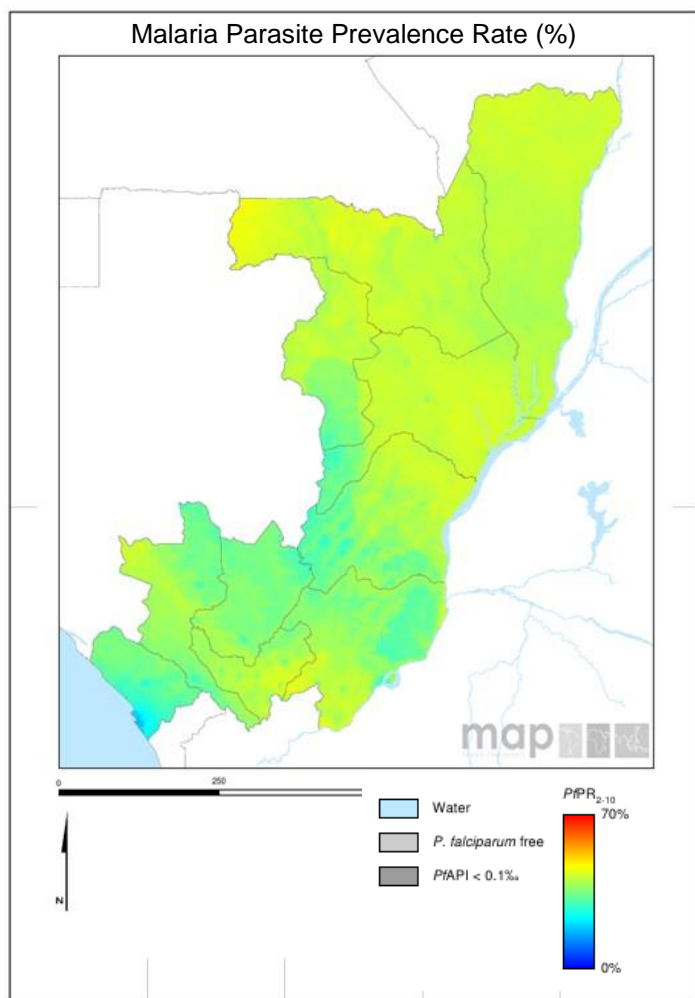 Malaria Parasite Prevalence Rate (%)
map
0 250
Water
P. falciparum free
PfAPI < 0.1‰
PfPR2-10
70%
0%
N